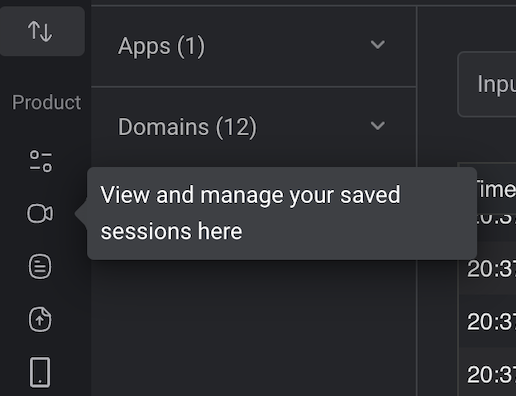 Apps (1)
Product
Domains (12)
View and manage your saved
sessions here
20:37
20:37
20:37